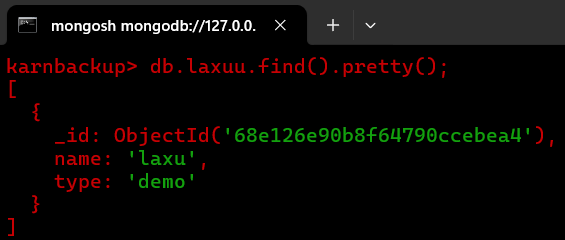 mongosh mongodb://127.0.0.
karnbackup> db.laxuu.find().pretty();
[
  {
    _id: ObjectId('68e126e90b8f64790ccebea4'),
    name: 'laxu',
    type: 'demo'
  }
]